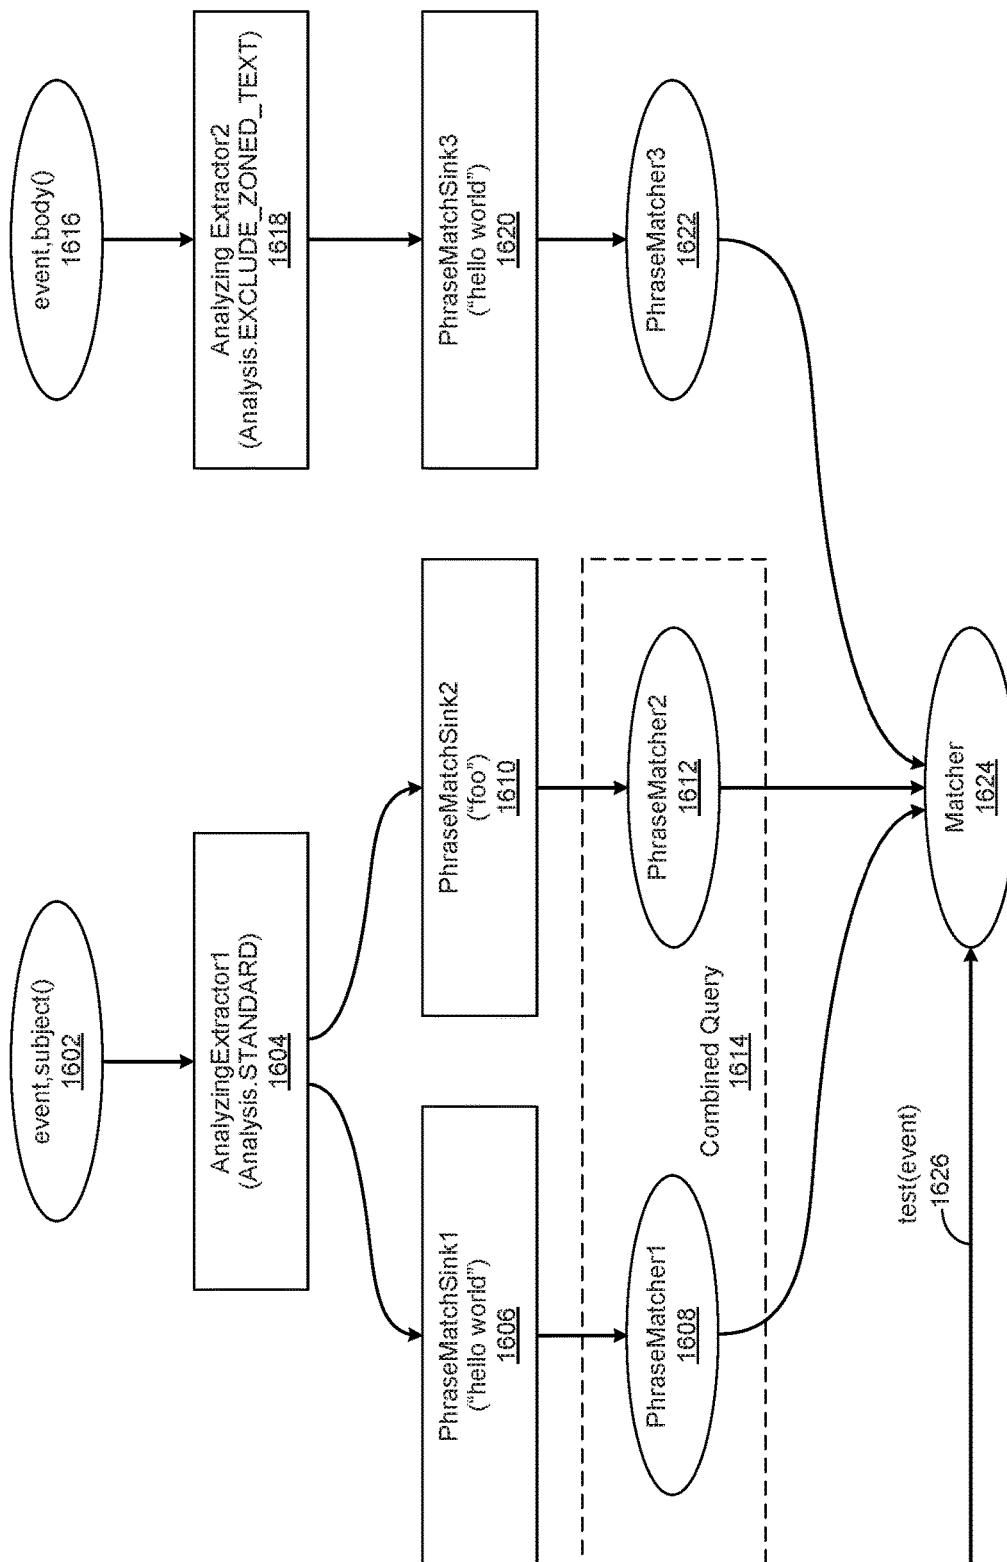 event,subject()
1602
event,body()
1616
AnalyzingExtractor1
(Analysis.STANDARD)
1604
Analyzing Extractor2
(Analysis.EXCLUDE_ZONED_TEXT)
1618
PhraseMatchSink1
("hello world")
1606
PhraseMatchSink2
("foo")
1610
PhraseMatchSink3
("hello world")
1620
PhraseMatcher1
1608
PhraseMatcher2
1612
PhraseMatcher3
1622
Combined Query
1614
test(event)
1626
Matcher
1624